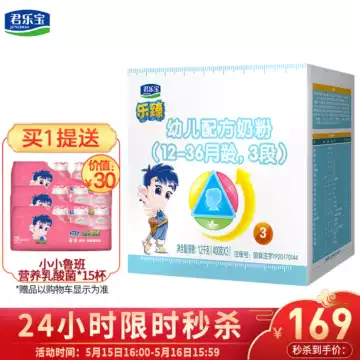 君乐宝
JUNLEBAO
君乐宝
乐臻
幼儿配方奶粉
(12-36月龄, 3段)
3
买1提送
价值:
¥30
小小鲁班
营养乳酸菌*15杯
*赠品以购物车显示为准
24小时限时秒杀
活动时间: 5月15日16:00-5月16日15:59
¥169
秒杀到手价